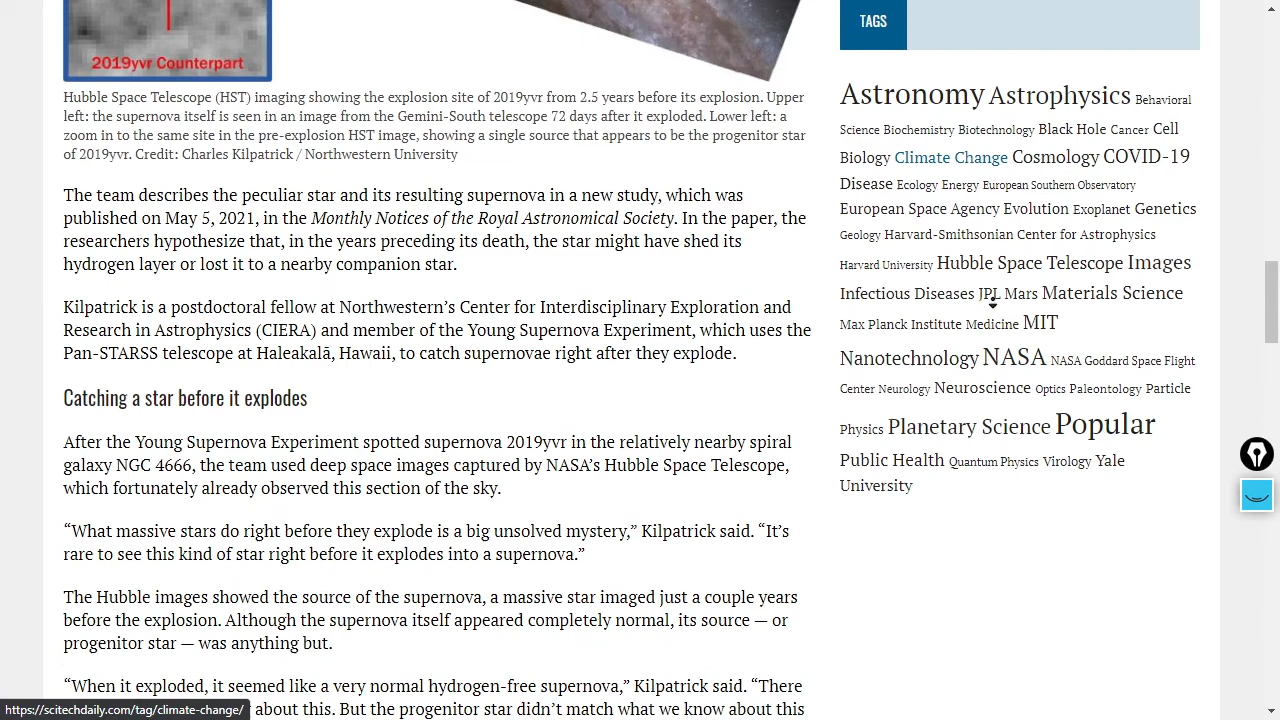 2019yvr Counterpart
Hubble Space Telescope (HST) imaging showing the explosion site of 2019yvr from 2.5 years before its explosion. Upper
left: the supernova itself is seen in an image from the Gemini-South telescope 72 days after it exploded. Lower left: a
zoom in to the same site in the pre-explosion HST image, showing a single source that appears to be the progenitor star
of 2019yvr. Credit: Charles Kilpatrick / Northwestern University
The team describes the peculiar star and its resulting supernova in a new study, which was
published on May 5, 2021, in the Monthly Notices of the Royal Astronomical Society. In the paper, the
researchers hypothesize that, in the years preceding its death, the star might have shed its
hydrogen layer or lost it to a nearby companion star.
Kilpatrick is a postdoctoral fellow at Northwestern’s Center for Interdisciplinary Exploration and
Research in Astrophysics (CIERA) and member of the Young Supernova Experiment, which uses the
Pan-STARSS telescope at Haleakalā, Hawaii, to catch supernovae right after they explode.
Catching a star before it explodes
After the Young Supernova Experiment spotted supernova 2019yvr in the relatively nearby spiral
galaxy NGC 4666, the team used deep space images captured by NASA’s Hubble Space Telescope,
which fortunately already observed this section of the sky.
“What massive stars do right before they explode is a big unsolved mystery,” Kilpatrick said. “It’s
rare to see this kind of star right before it explodes into a supernova.”
The Hubble images showed the source of the supernova, a massive star imaged just a couple years
before the explosion. Although the supernova itself appeared completely normal, its source — or
progenitor star — was anything but.
“When it exploded, it seemed like a very normal hydrogen-free supernova,” Kilpatrick said. “There
about this. But the progenitor star didn’t match what we know about this
https://scitechdaily.com/tag/climate-change/
TAGS
Astronomy Astrophysics Behavioral
Science Biochemistry Biotechnology Black Hole Cancer Cell
Biology Climate Change Cosmology COVID-19
Disease Ecology Energy European Southern Observatory
European Space Agency Evolution Exoplanet Genetics
Geology Harvard-Smithsonian Center for Astrophysics
Harvard University Hubble Space Telescope Images
Infectious Diseases JPL Mars Materials Science
Max Planck Institute Medicine MIT
Nanotechnology NASA NASA Goddard Space Flight
Center Neurology Neuroscience Optics Paleontology Particle
Physics Planetary Science Popular
Public Health Quantum Physics Virology Yale
University